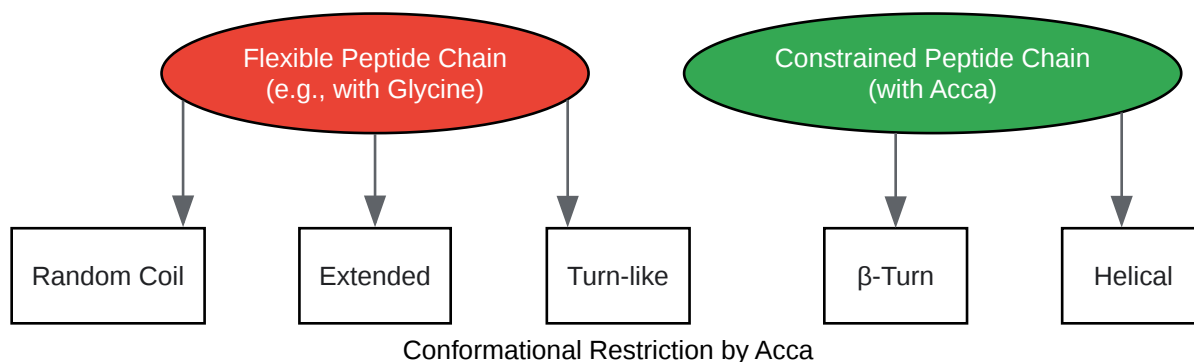 Flexible Peptide Chain
(e.g., with Glycine)
Constrained Peptide Chain
(with Acca)
Random Coil
Extended
Turn-like
β-Turn
Helical
Conformational Restriction by Acca